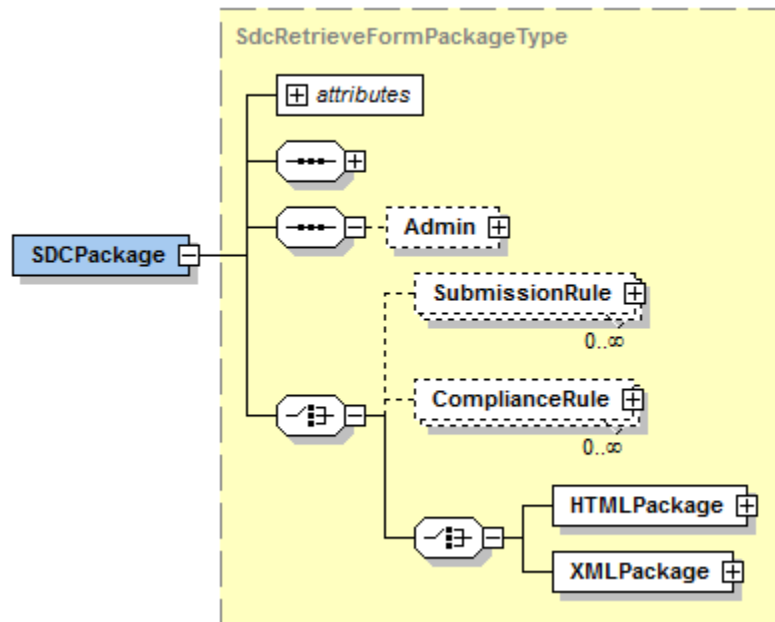 SdcRetrieveFormPackageType
attributes
Admin
SDCPackage
SubmissionRule
0..∞
ComplianceRule
0..∞
HTMLPackage
XMLPackage